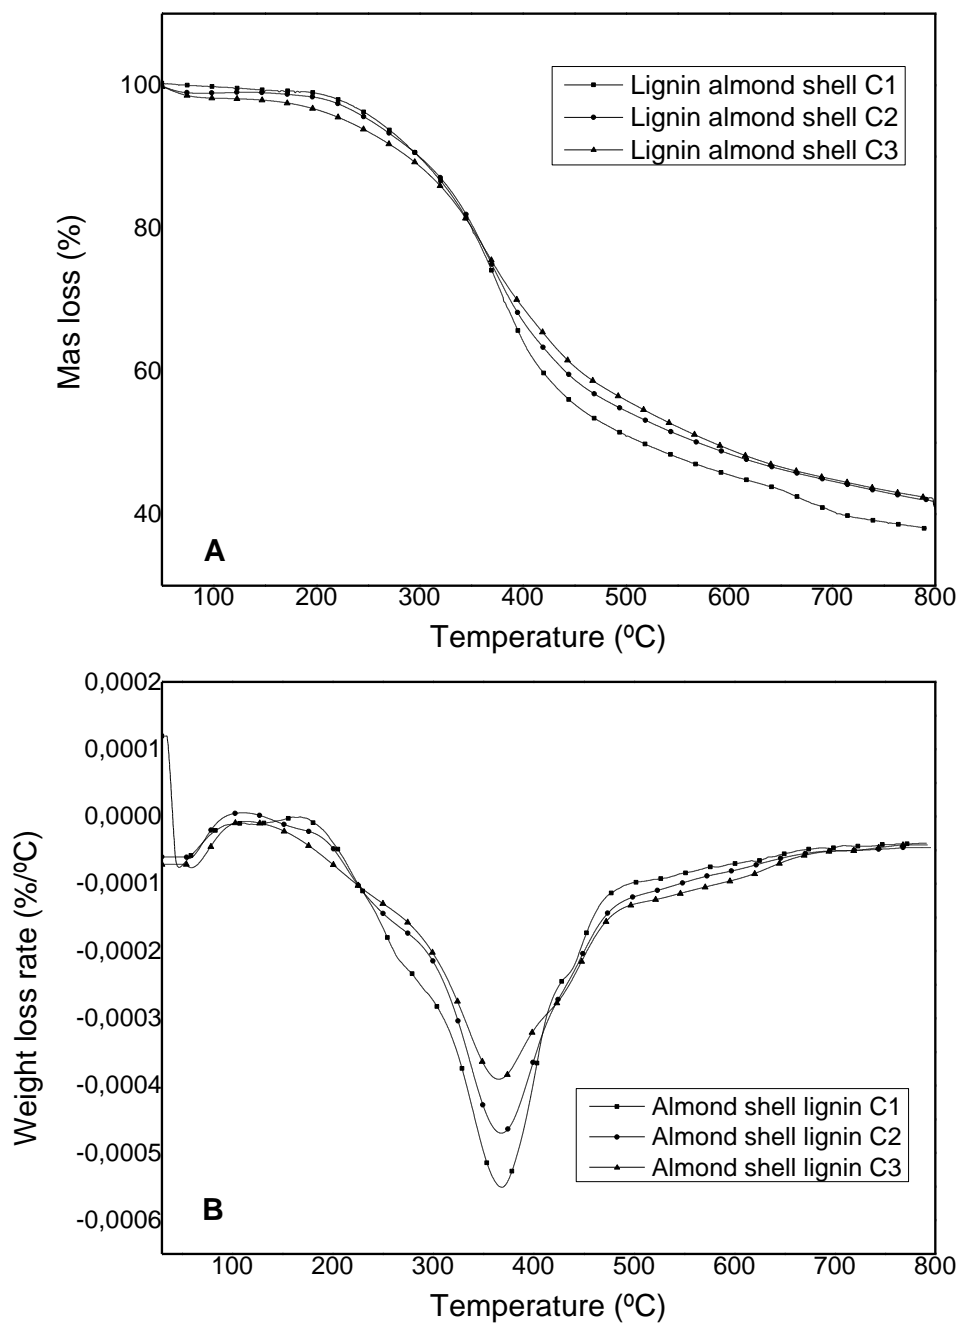 Lignin almond shell C1
Lignin almond shell C2
Lignin almond shell C3
100
80
60
40
Mas loss (%)
A
100 200 300 400 500 600 700 800
Temperature (ºC)
0,0002
0,0001
0,0000
-0,0001
-0,0002
-0,0003
-0,0004
-0,0005
-0,0006
Weight loss rate (%/ºC)
Almond shell lignin C1
Almond shell lignin C2
Almond shell lignin C3
B
100 200 300 400 500 600 700 800
Temperature (ºC)